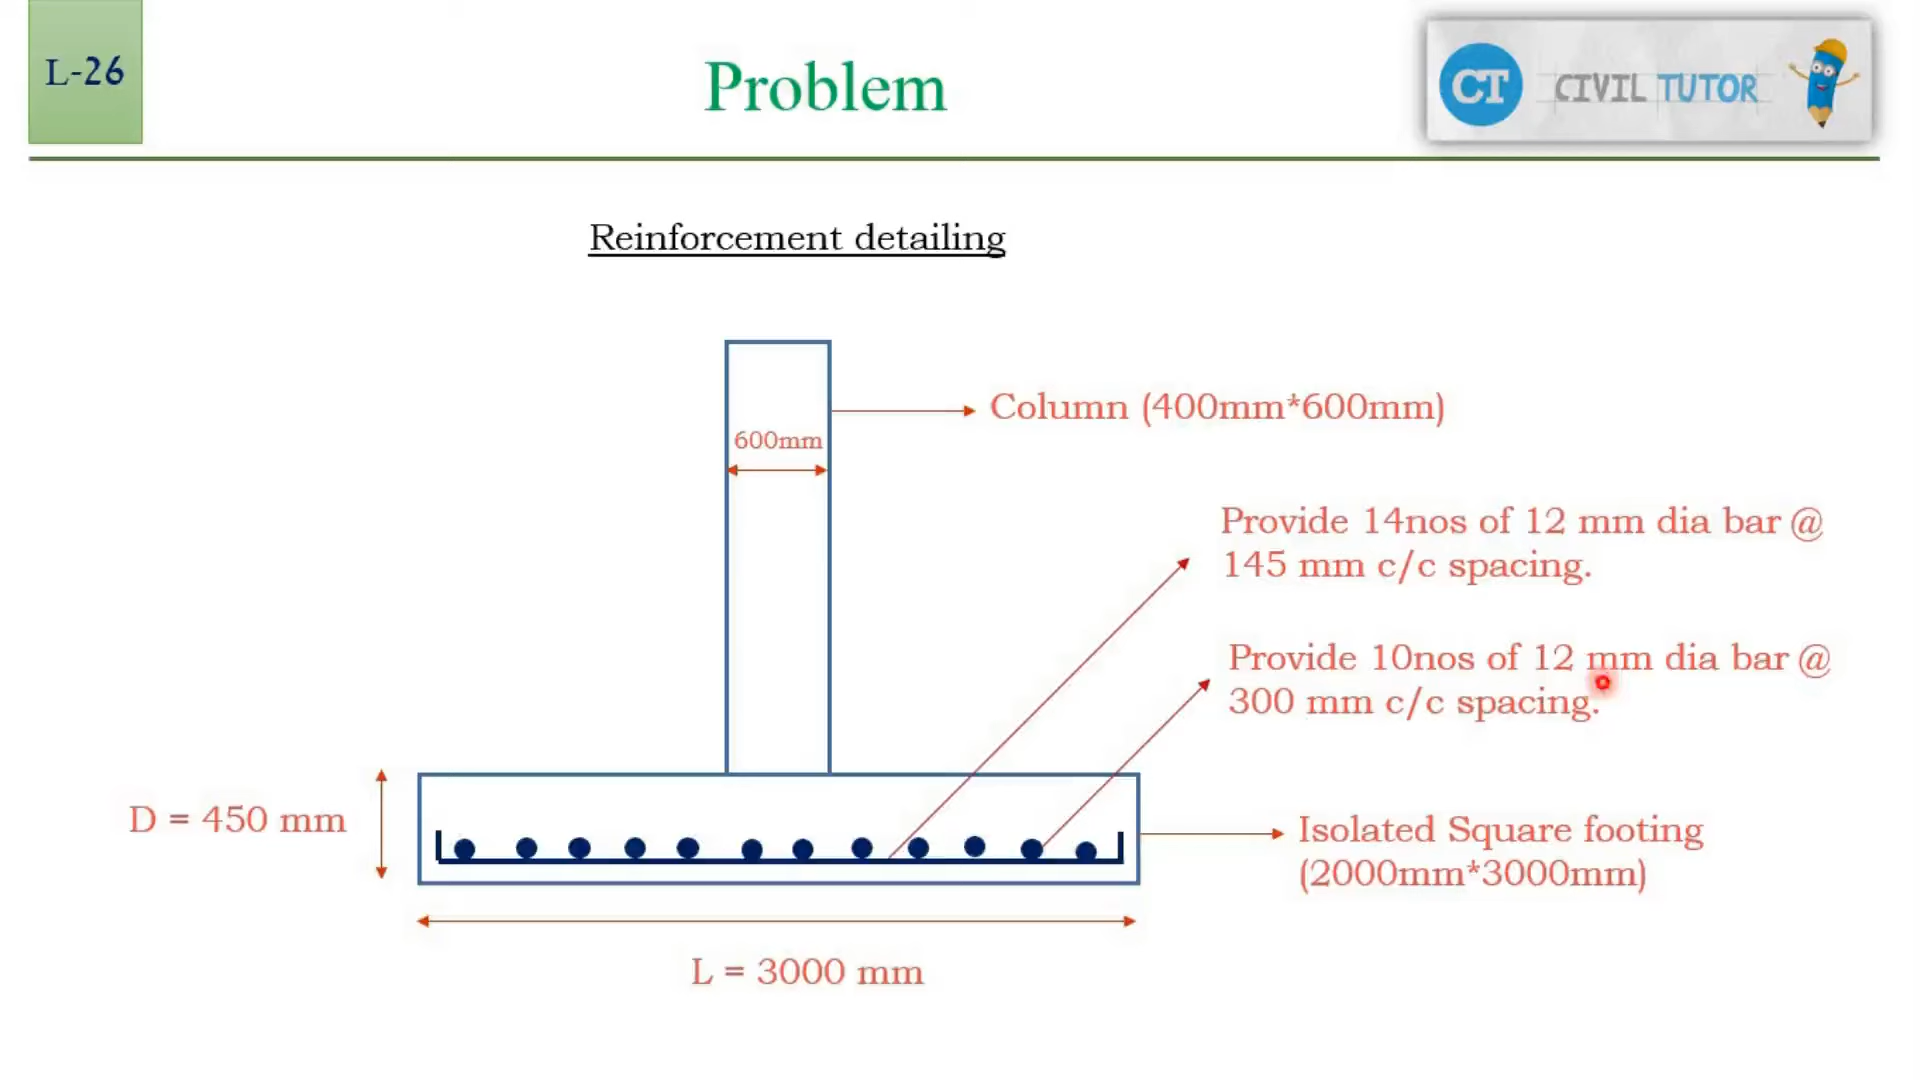 L-26
Problem
CT CIVIL TUTOR
Reinforcement detailing
Column (400mm*600mm)
600mm
Provide 14nos of 12 mm dia bar @
145 mm c/c spacing.
Provide 10nos of 12 mm dia bar @
300 mm c/c spacing.
D = 450 mm
Isolated Square footing
(2000mm*3000mm)
L = 3000 mm